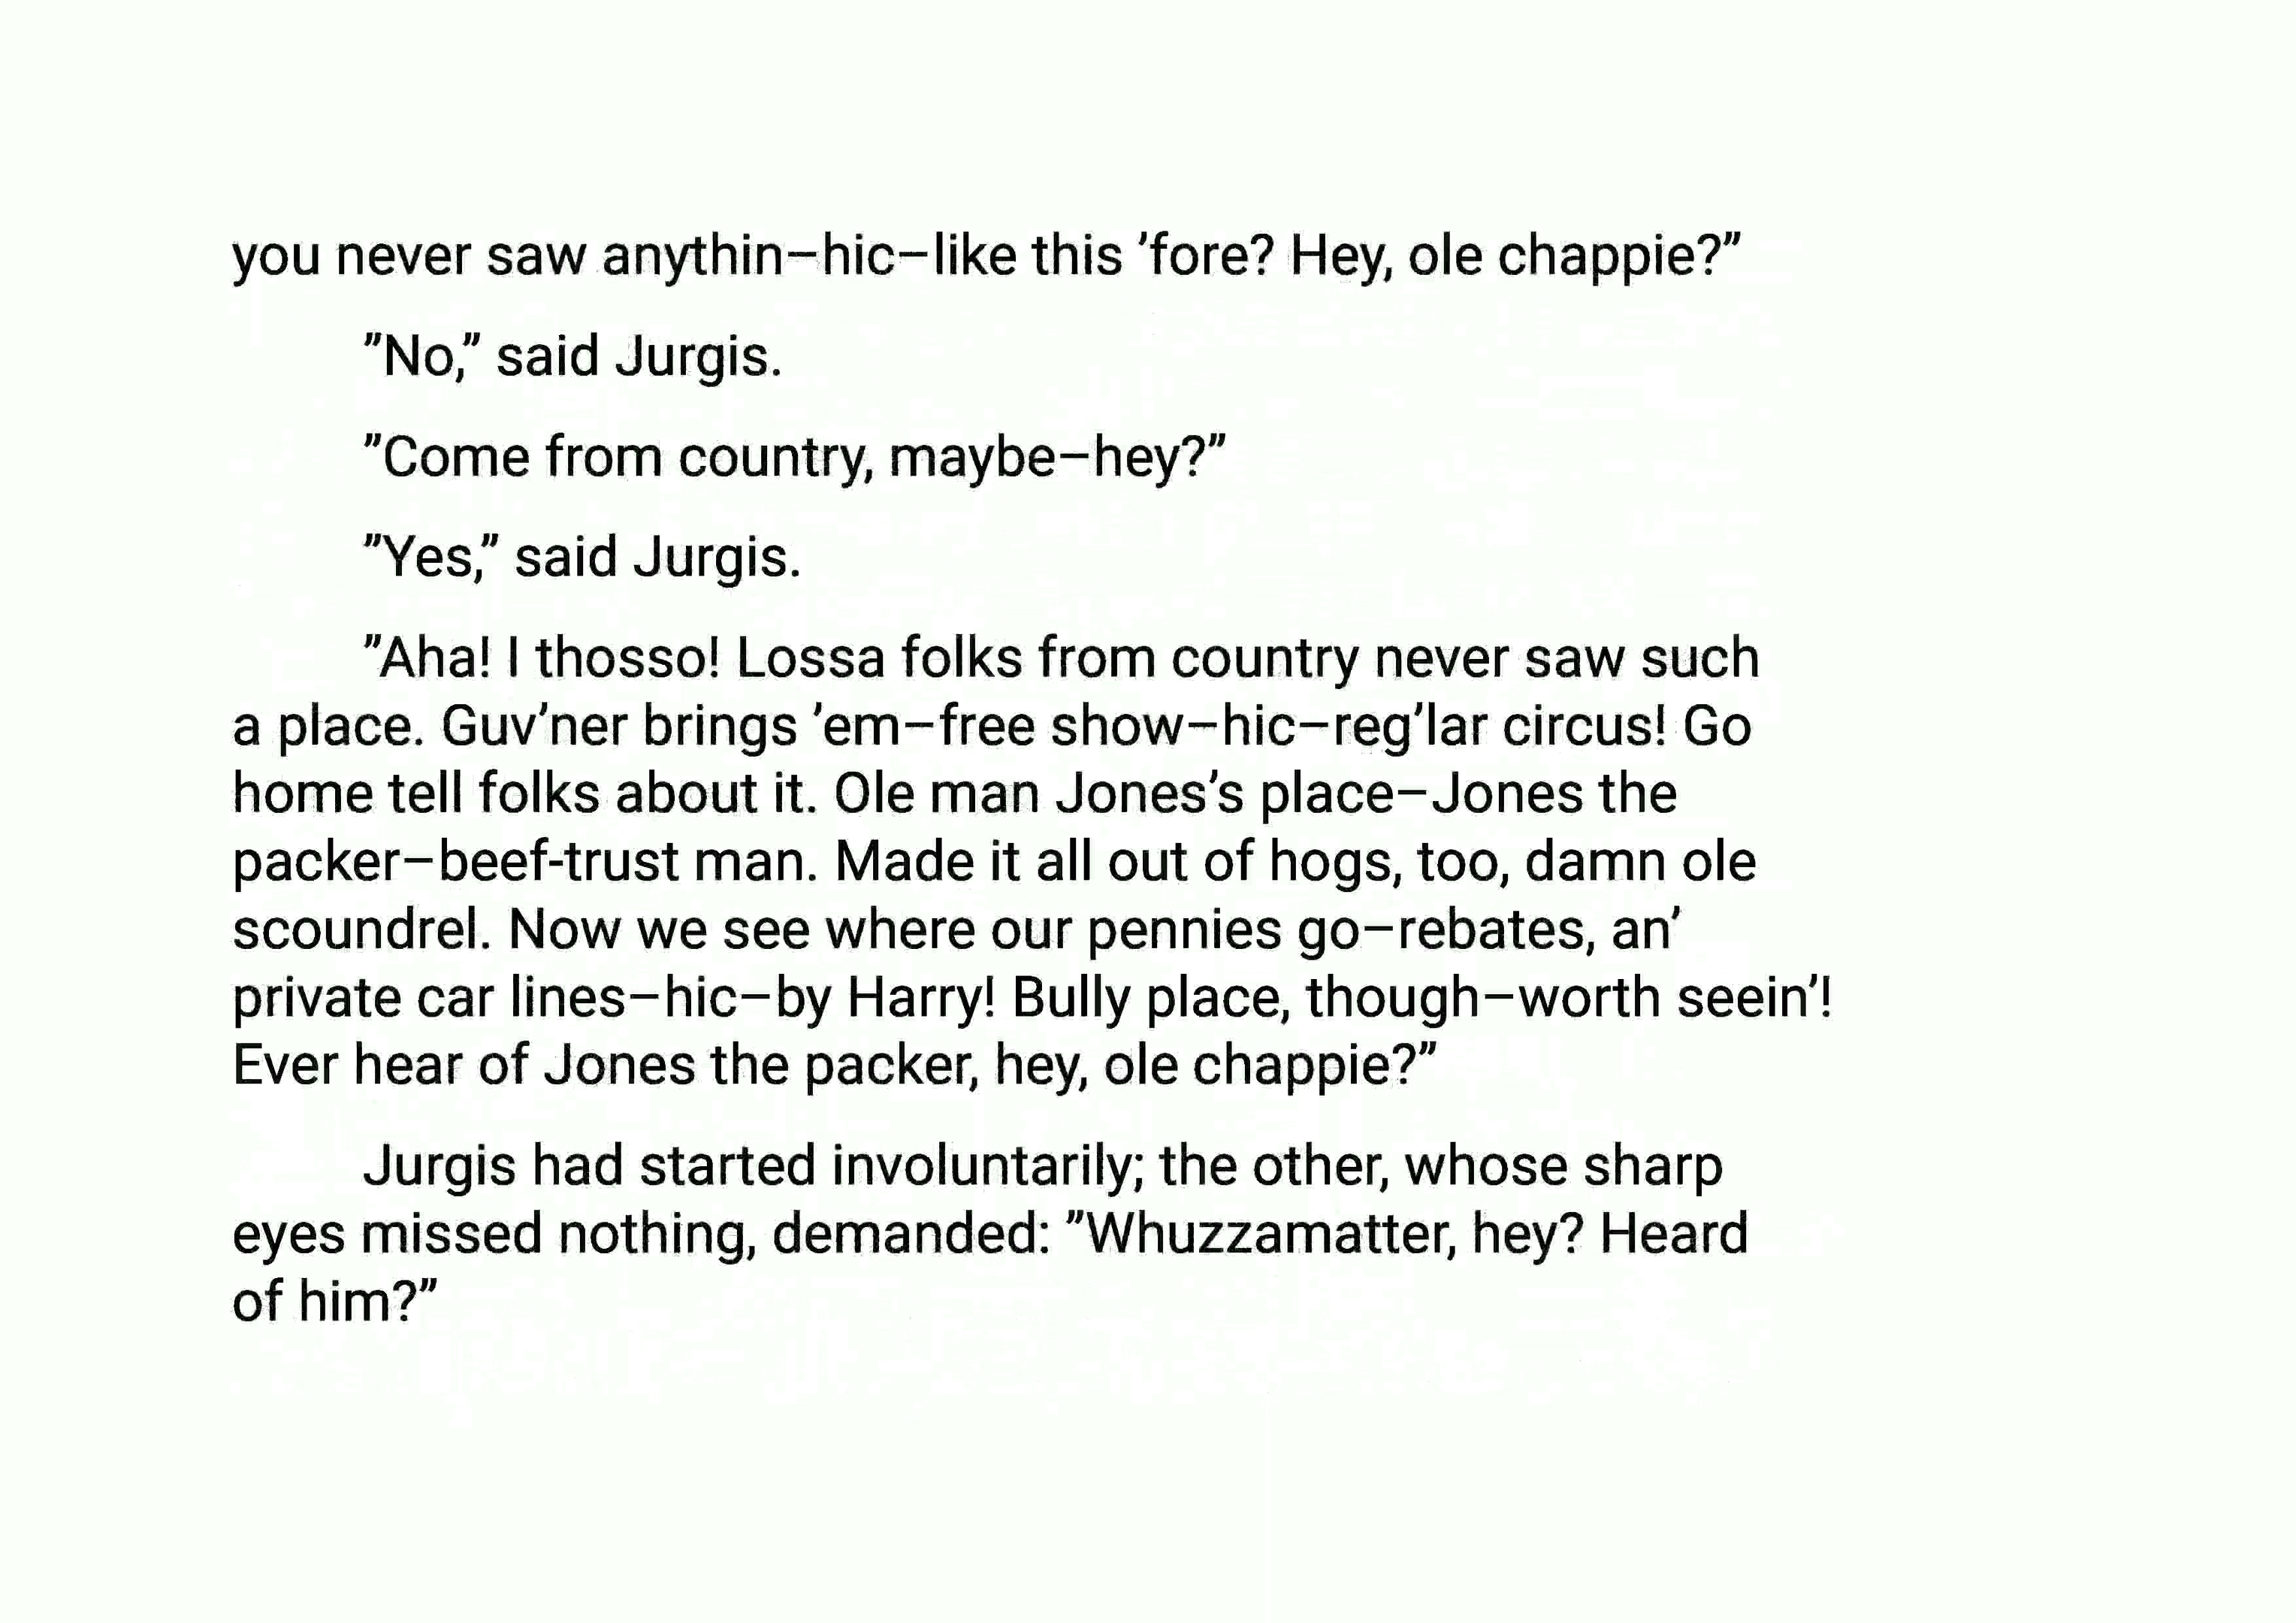 you never saw anythin–hic–like this ’fore? Hey, ole chappie?”
”No,” said Jurgis.
”Come from country, maybe–hey?”
”Yes,” said Jurgis.
”Aha! I thosso! Lossa folks from country never saw such
a place. Guv’ner brings ’em–free show–hic–reg’lar circus! Go
home tell folks about it. Ole man Jones’s place–Jones the
packer–beef-trust man. Made it all out of hogs, too, damn ole
scoundrel. Now we see where our pennies go–rebates, an’
private car lines–hic–by Harry! Bully place, though–worth seein’!
Ever hear of Jones the packer, hey, ole chappie?”
Jurgis had started involuntarily; the other, whose sharp
eyes missed nothing, demanded: ”Whuzzamatter, hey? Heard
of him?”